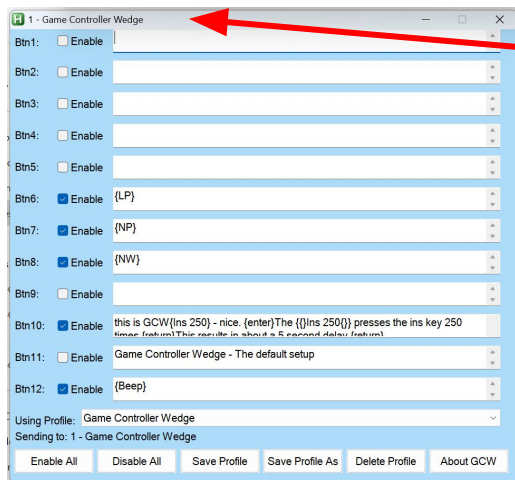 1 - Game Controller Wedge
Btn1: Enable
Btn2: Enable
Btn3: Enable
Btn4: Enable
Btn5: Enable
Btn6: Enable {LP}
Btn7: Enable {NP}
Btn8: Enable {NW}
Btn9: Enable
Btn10: Enable this is GCW{Ins 250} - nice. {enter}The {{}Ins 250{}} presses the ins key 250
times {return}This results in about a 5 second delay {return}
Btn11: Enable Game Controller Wedge - The default setup
Btn12: Enable {Beep}
Using Profile: Game Controller Wedge
Sending to: 1 - Game Controller Wedge
Enable All Disable All Save Profile Save Profile As Delete Profile About GCW